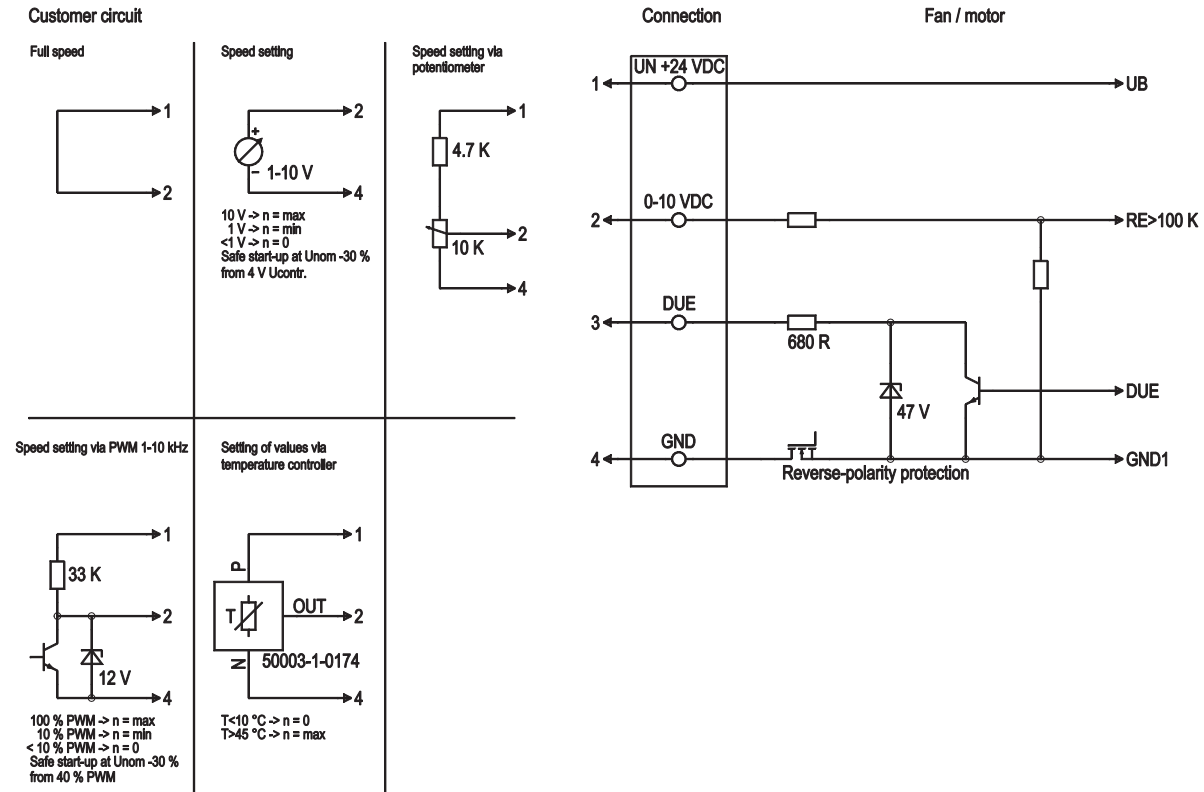 Customer circuit
Connection
Fan / motor
Full speed
Speed setting
Speed setting via
potentiometer
1
2
2
+
–
1-10 V
4
10 V -> n = max
1 V -> n = min
<1 V -> n = 0
Safe start-up at Unom -30 %
from 4 V Ucontr.
1
4.7 K
2
10 K
4
UN +24 VDC
1
UB
0-10 VDC
2
RE>100 K
DUE
3
680 R
47 V
DUE
GND
4
GND1
Reverse-polarity protection
Speed setting via PWM 1-10 kHz
Setting of values via
temperature controller
1
33 K
2
12 V
4
100 % PWM -> n = max
10 % PWM -> n = min
< 10 % PWM -> n = 0
Safe start-up at Unom -30 %
from 40 % PWM
1
P
T
OUT
2
N
50003-1-0174
4
T<10 °C -> n = 0
T>45 °C -> n = max